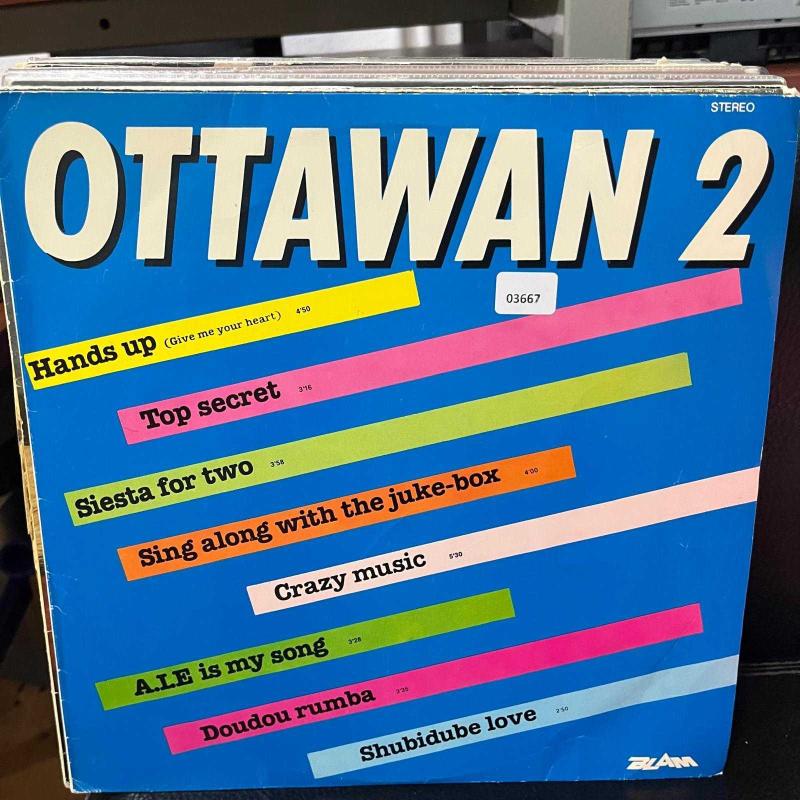 STEREO
OTTAWAN 2
03667
Hands up (Give me your heart) 4'50
Top secret 3'16
Siesta for two 3'58
Sing along with the juke-box 4'00
Crazy music 5'30
A.I.E is my song 3'28
Doudou rumba 3'35
Shubidube love 2'50
BLAM